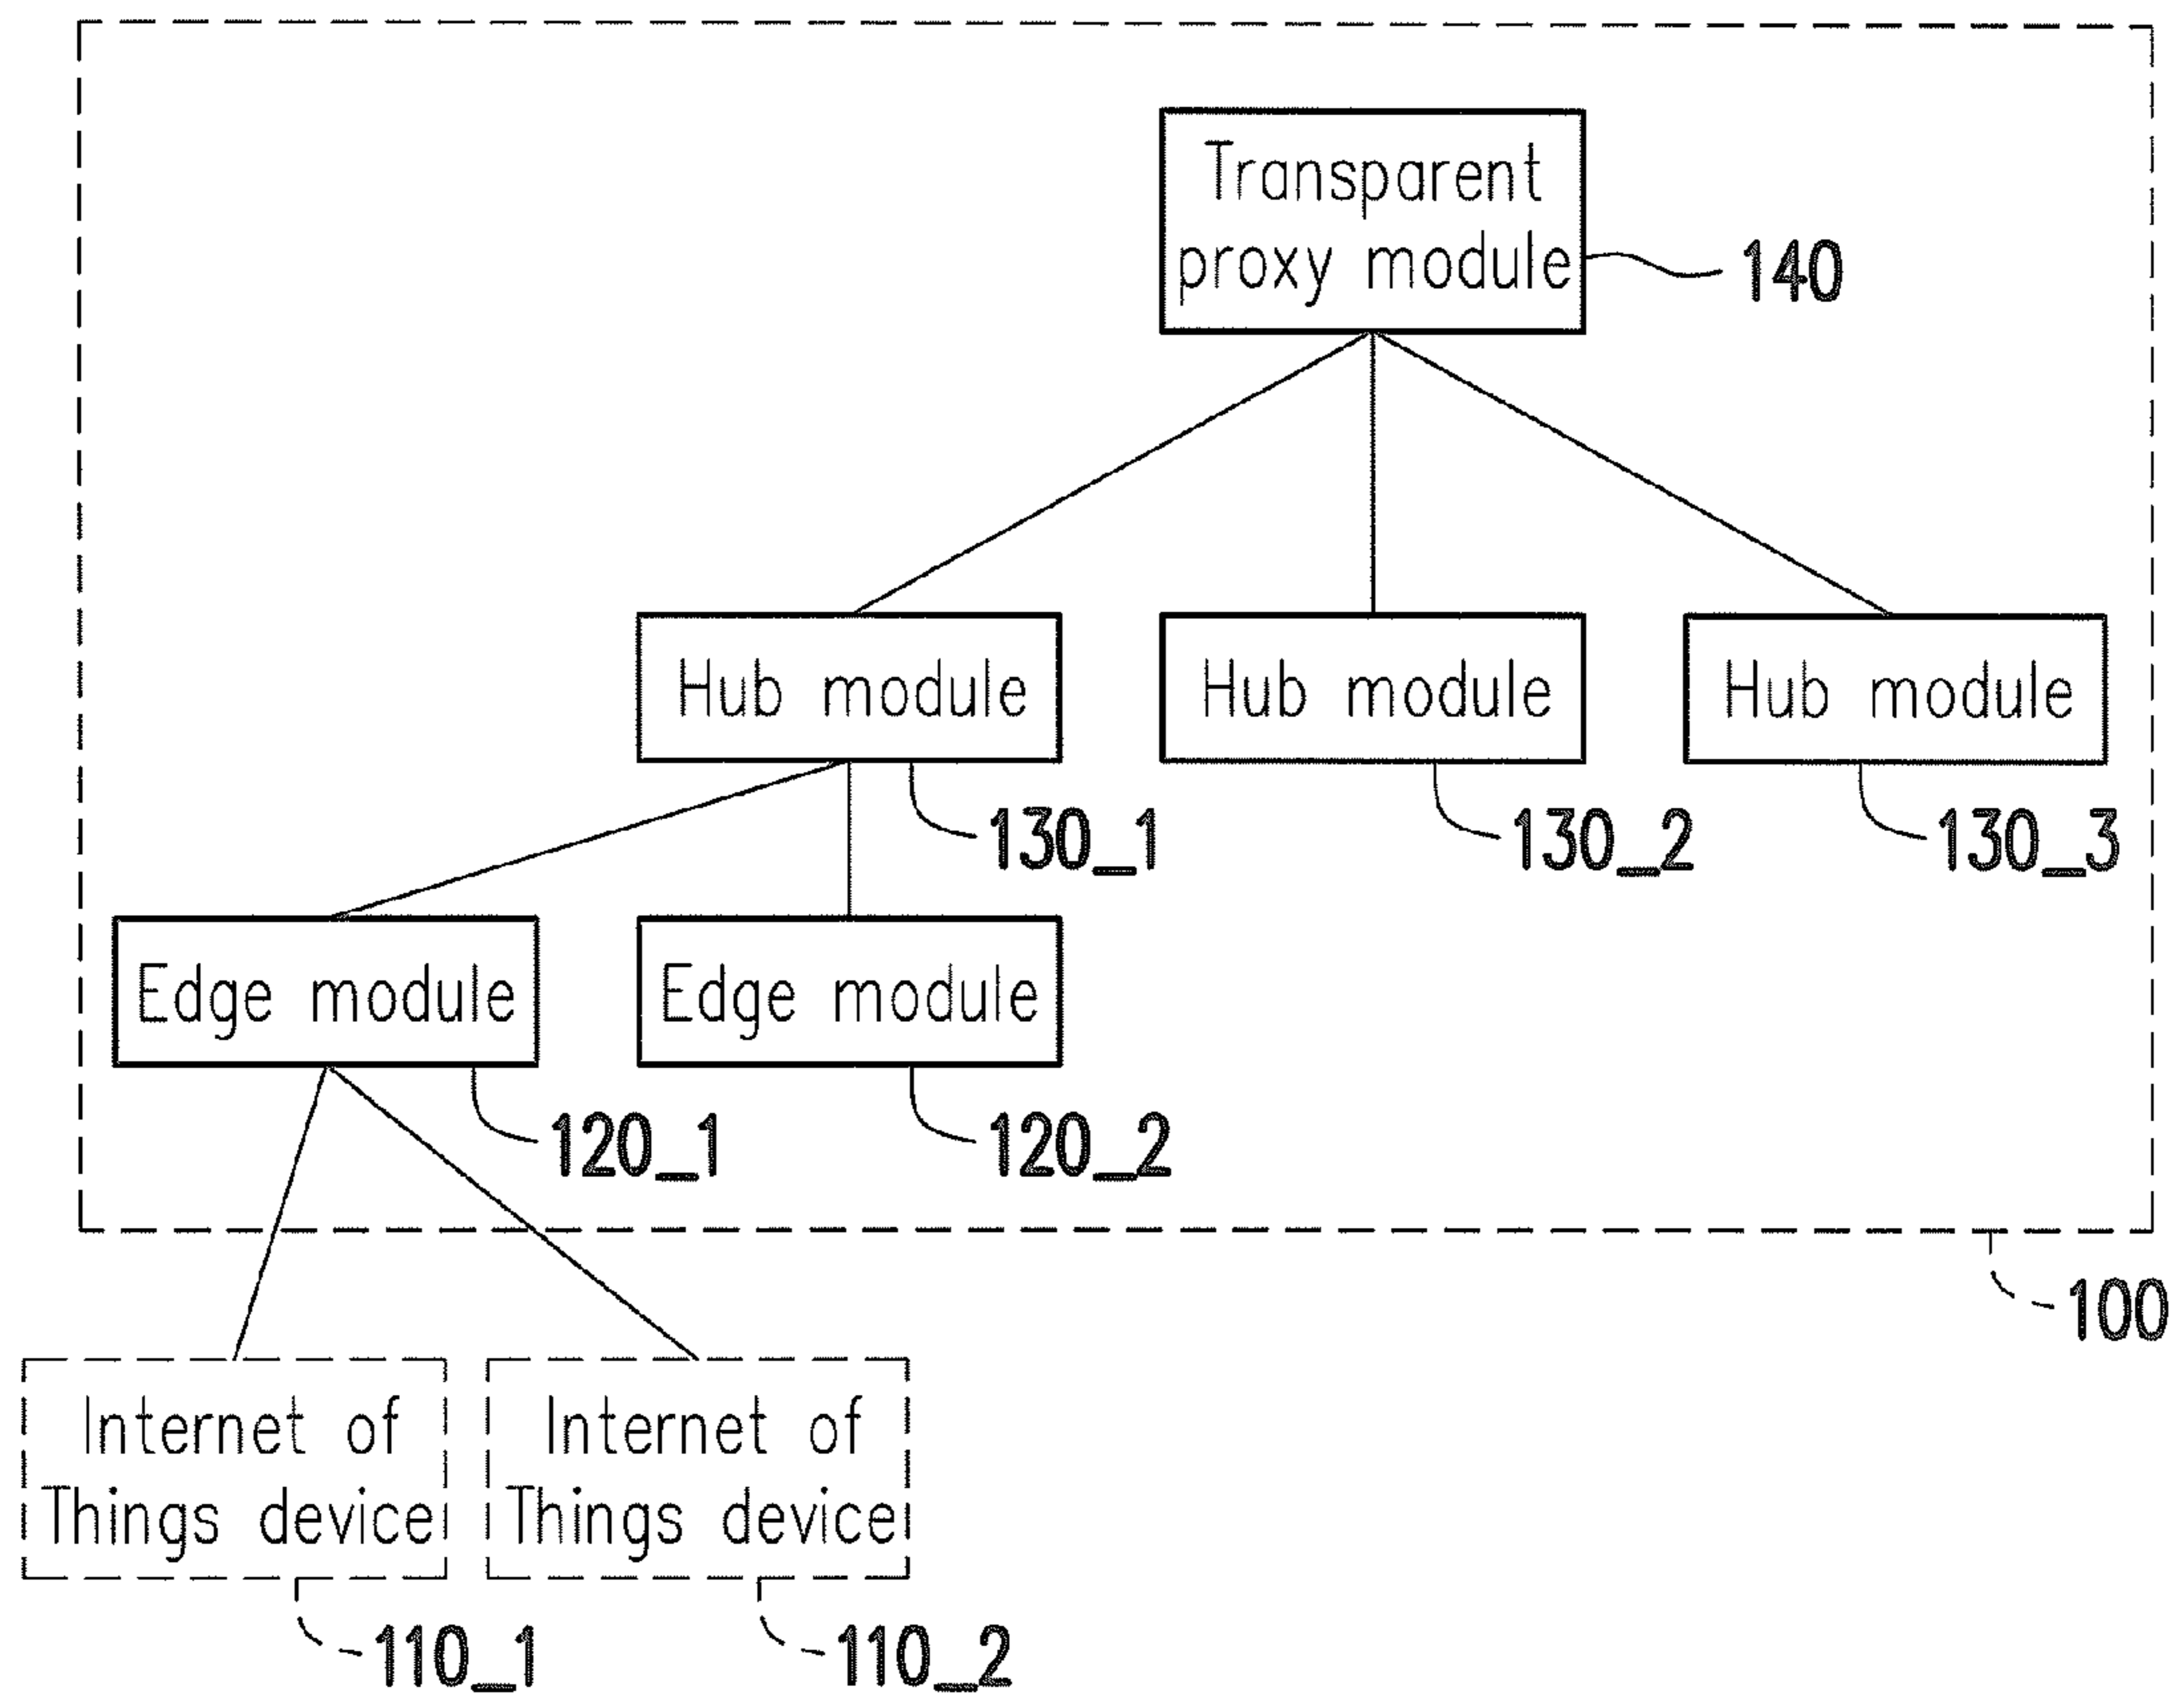 Transparent
proxy module
140
Hub module
Hub module
Hub module
130_1
130_2
130_3
Edge module
Edge module
120_1
120_2
100
Internet of
Things device
Internet of
Things device
110_1
110_2